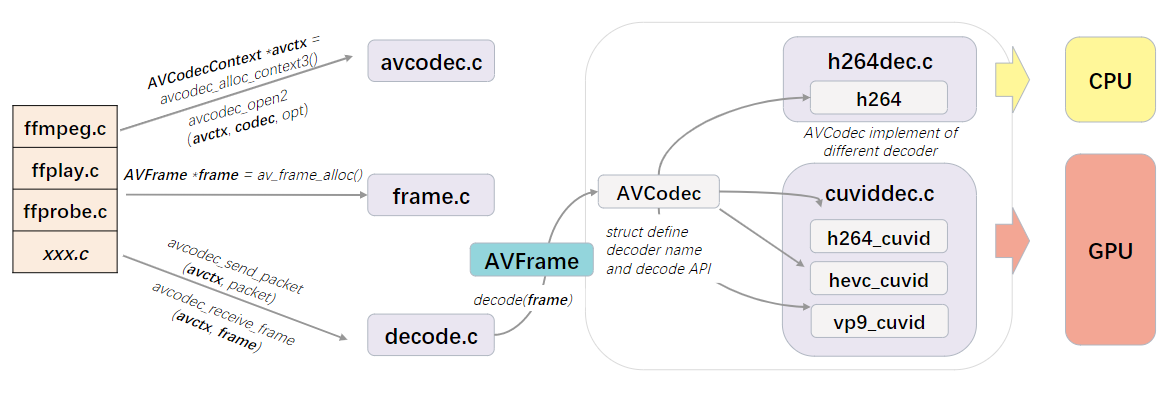 ffmpeg.c
ffplay.c
ffprobe.c
xxx.c
AVCodecContext *avctx =
avcodec_alloc_context3()
avcodec_open2
(avctx, codec, opt)
avcodec.c
AVFrame *frame = av_frame_alloc()
frame.c
avcodec_send_packet
(avctx, packet)
avcodec_receive_frame
(avctx, frame)
decode.c
AVFrame
decode(frame)
AVCodec
struct define
decoder name
and decode API
h264dec.c
h264
AVCodec implement of
different decoder
cuviddec.c
h264_cuvid
hevc_cuvid
vp9_cuvid
CPU
GPU